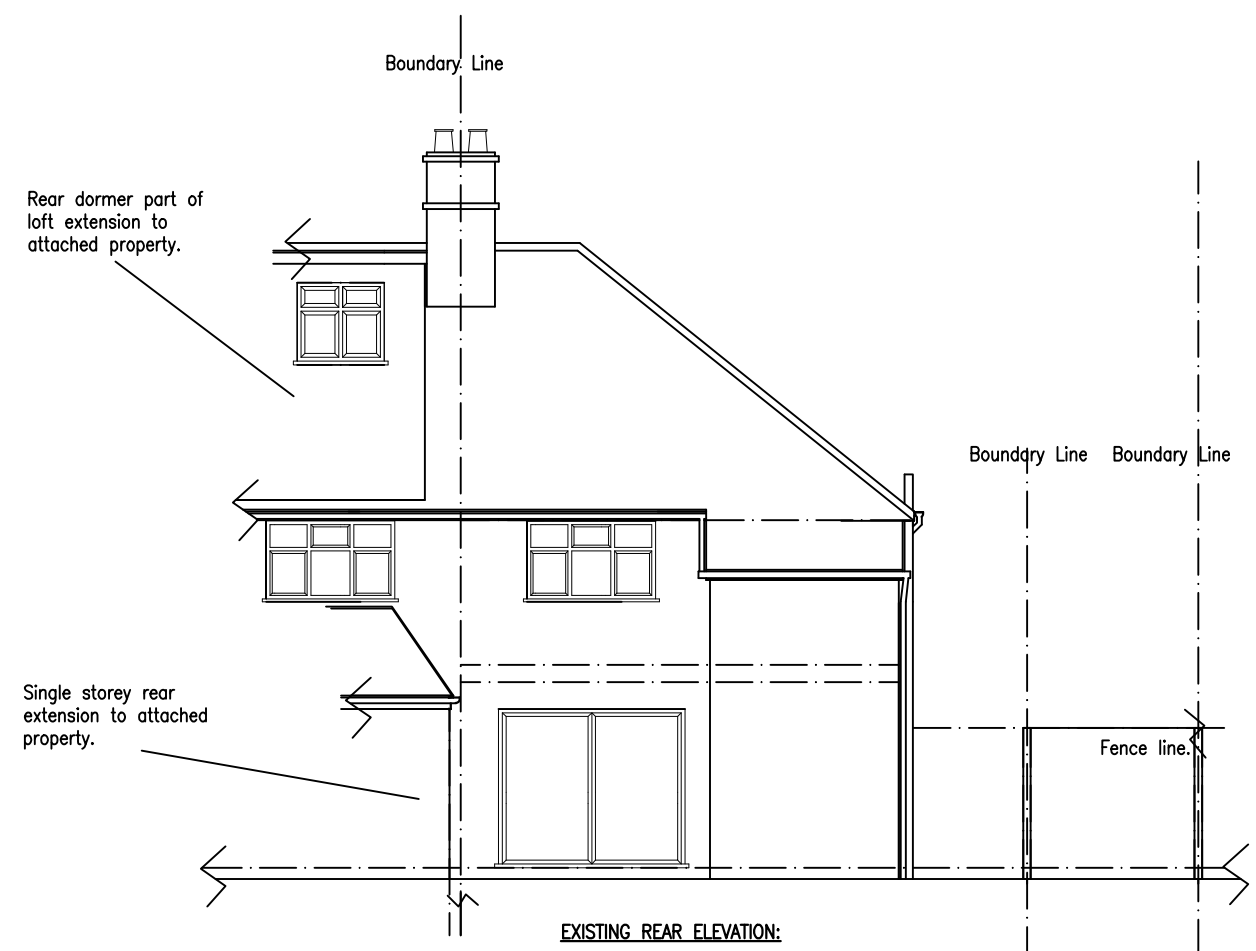 Boundary Line
Rear dormer part of
loft extension to
attached property.
Boundary Line
Boundary Line
Single storey rear
extension to attached
property.
Fence line.
EXISTING REAR ELEVATION: